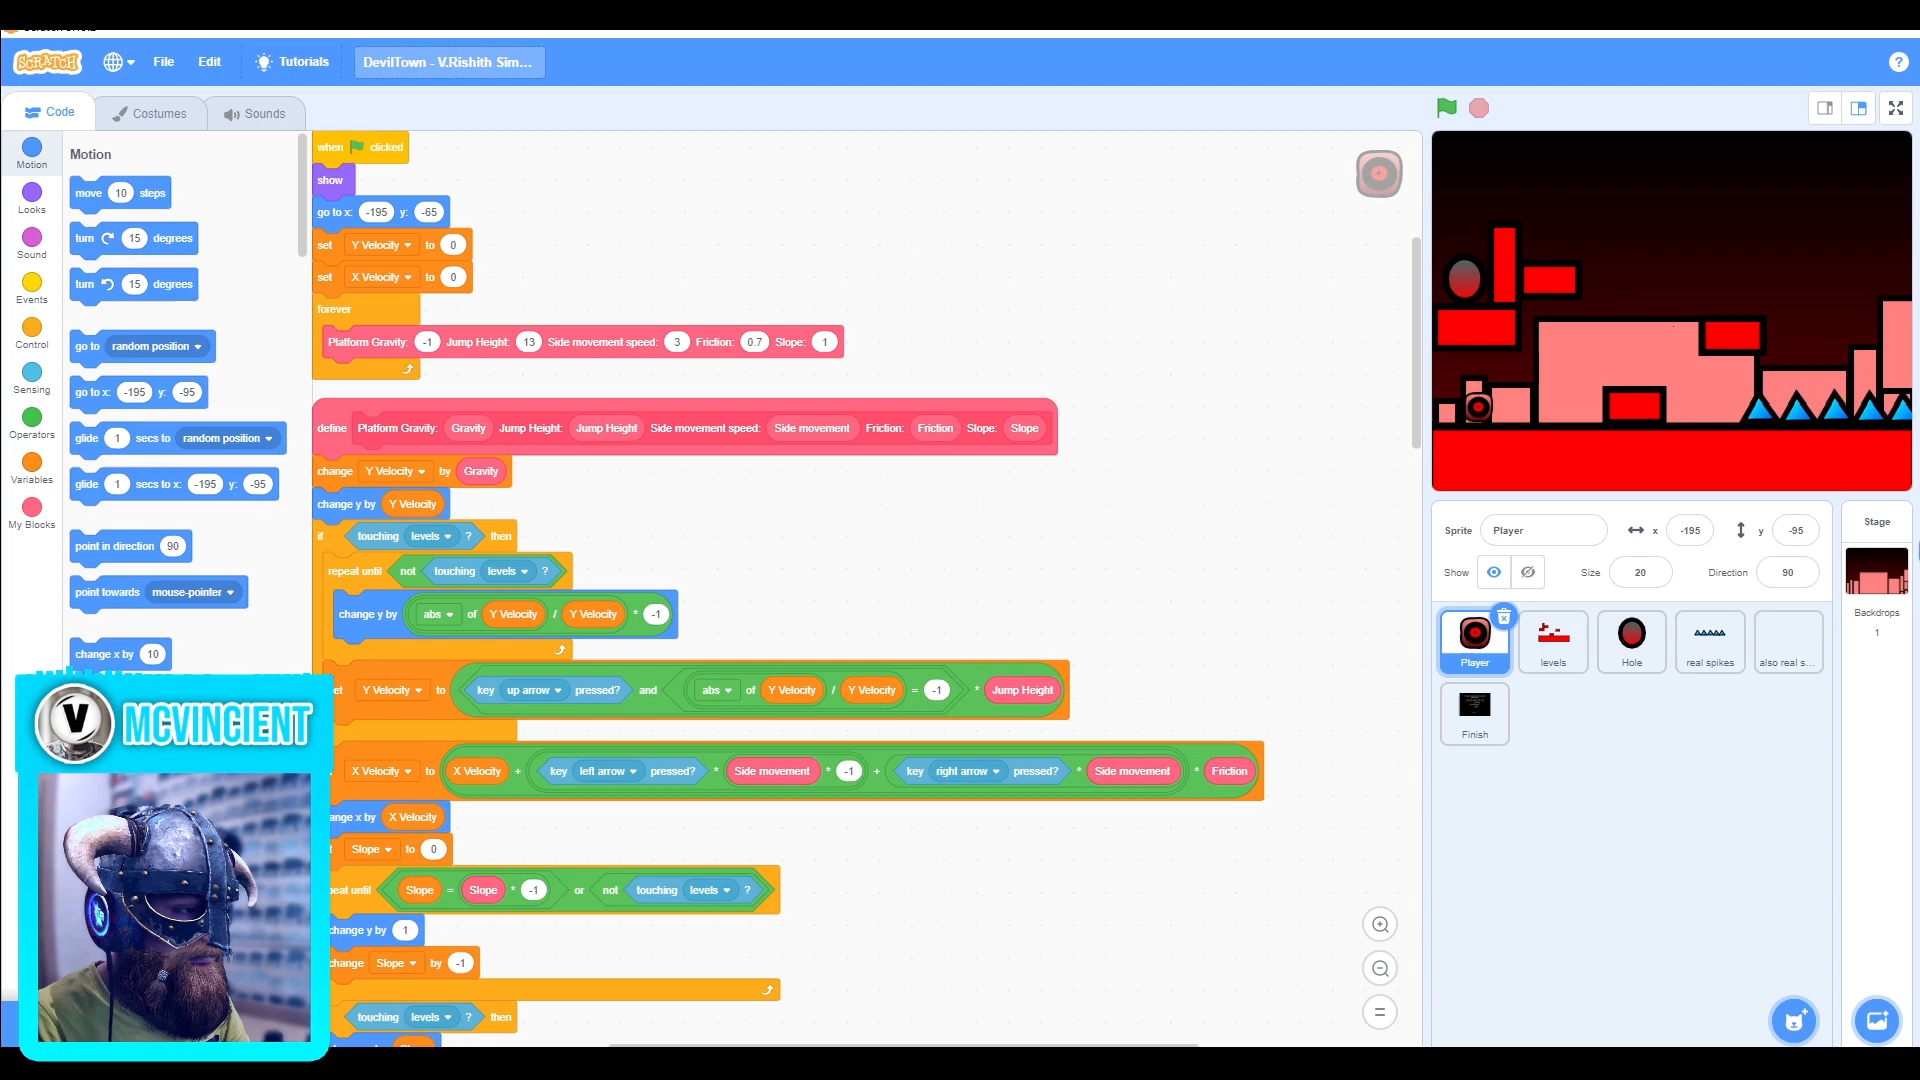 SCRATCH
File
Edit
Tutorials
DevilTown - V.Rishith Sim...
?
Code
Costumes
Sounds
Motion
Looks
Sound
Events
Control
Sensing
Operators
Variables
My Blocks
Motion
move 10 steps
turn 15 degrees
turn 15 degrees
go to random position
go to x: -195 y: -95
glide 1 secs to random position
glide 1 secs to x: -195 y: -95
point in direction 90
point towards mouse-pointer
change x by 10
when clicked
show
go to x: -195 y: -65
set Y Velocity to 0
set X Velocity to 0
forever
Platform Gravity: -1 Jump Height: 13 Side movement speed: 3 Friction: 0.7 Slope: 1
define Platform Gravity: Gravity Jump Height: Jump Height Side movement speed: Side movement Friction: Friction Slope: Slope
change Y Velocity by Gravity
change y by Y Velocity
if touching levels ? then
repeat until not touching levels ?
change y by abs of Y Velocity / Y Velocity * -1
et Y Velocity to key up arrow pressed? and abs of Y Velocity / Y Velocity = -1 * Jump Height
X Velocity to X Velocity + key left arrow pressed? * Side movement * -1 + key right arrow pressed? * Side movement * Friction
ange x by X Velocity
Slope to 0
peat until Slope = Slope * -1 or not touching levels ?
change y by 1
change Slope by -1
touching levels ? then
V MCVINCIENT
Sprite Player x -195 y -95
Show Size 20 Direction 90
Player
levels
Hole
real spikes
also real s...
Finish
Stage
Backdrops
1